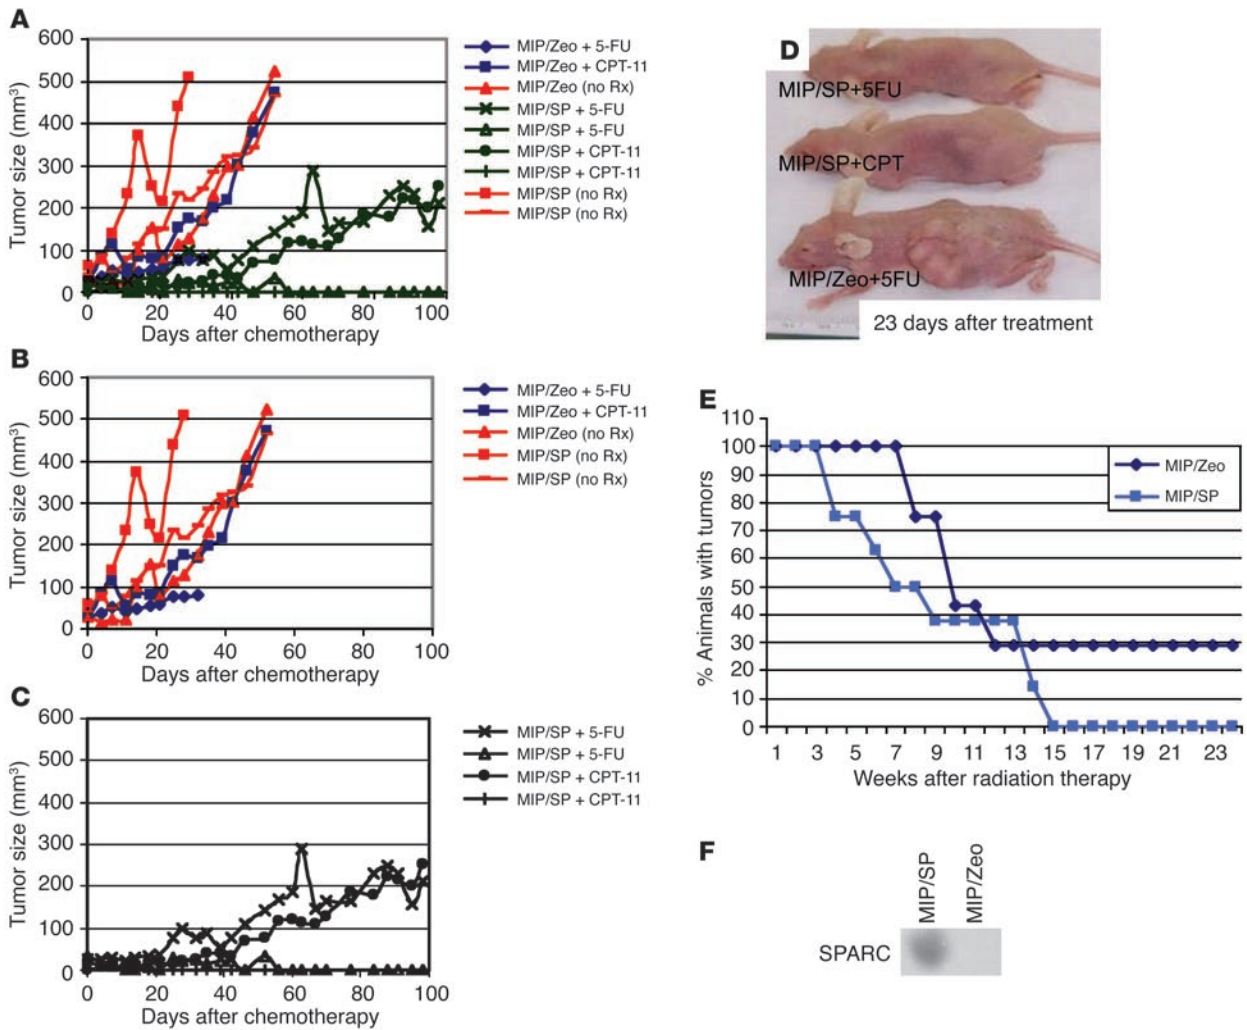 A
600
500
400
300
200
100
0
Tumor size (mm³)
0 20 40 60 80 100
Days after chemotherapy
MIP/Zeo + 5-FU
MIP/Zeo + CPT-11
MIP/Zeo (no Rx)
MIP/SP + 5-FU
MIP/SP + 5-FU
MIP/SP + CPT-11
MIP/SP + CPT-11
MIP/SP (no Rx)
MIP/SP (no Rx)
B
600
500
400
300
200
100
0
Tumor size (mm³)
0 20 40 60 80 100
Days after chemotherapy
MIP/Zeo + 5-FU
MIP/Zeo + CPT-11
MIP/Zeo (no Rx)
MIP/SP (no Rx)
MIP/SP (no Rx)
C
600
500
400
300
200
100
0
Tumor size (mm³)
0 20 40 60 80 100
Days after chemotherapy
MIP/SP + 5-FU
MIP/SP + 5-FU
MIP/SP + CPT-11
MIP/SP + CPT-11
D
MIP/SP+5FU
MIP/SP+CPT
MIP/Zeo+5FU
23 days after treatment
E
110
100
90
80
70
60
50
40
30
20
10
0
% Animals with tumors
1 3 5 7 9 11 13 15 17 19 21 23
Weeks after radiation therapy
MIP/Zeo
MIP/SP
F
MIP/SP
MIP/Zeo
SPARC